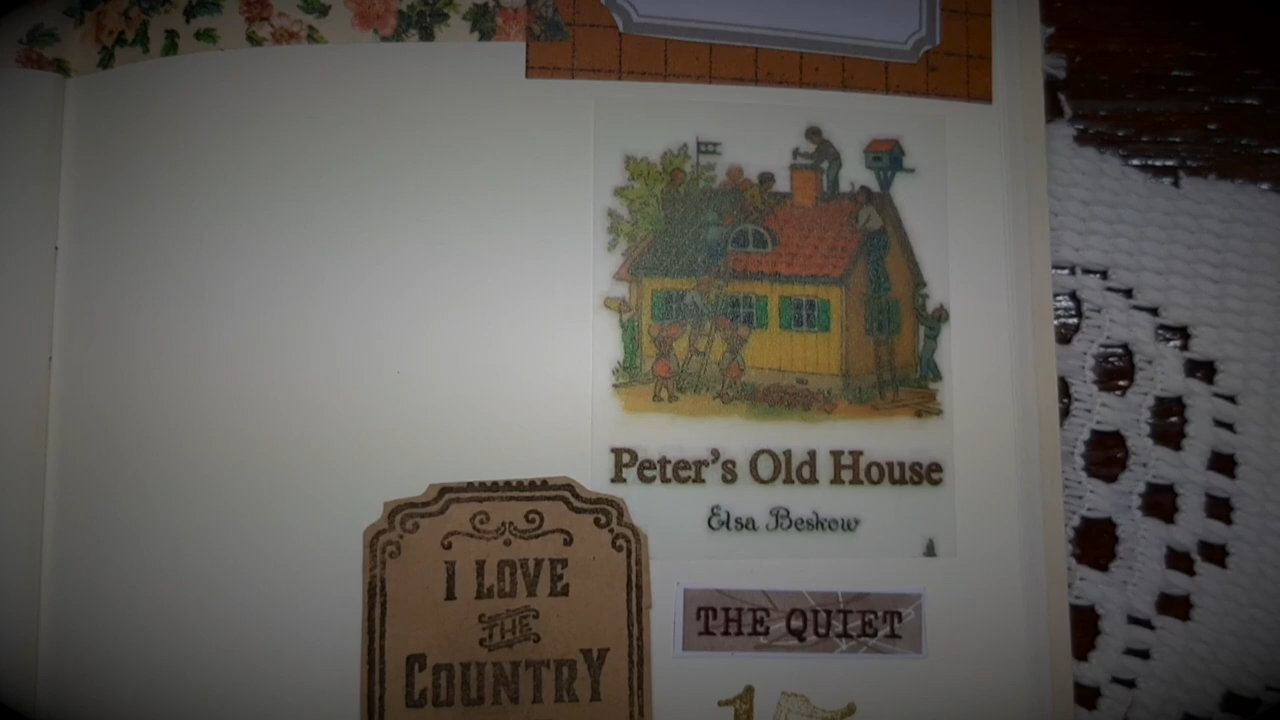 Peter's Old House
Elsa Beskow
I LOVE
THE
COUNTRY
THE QUIET